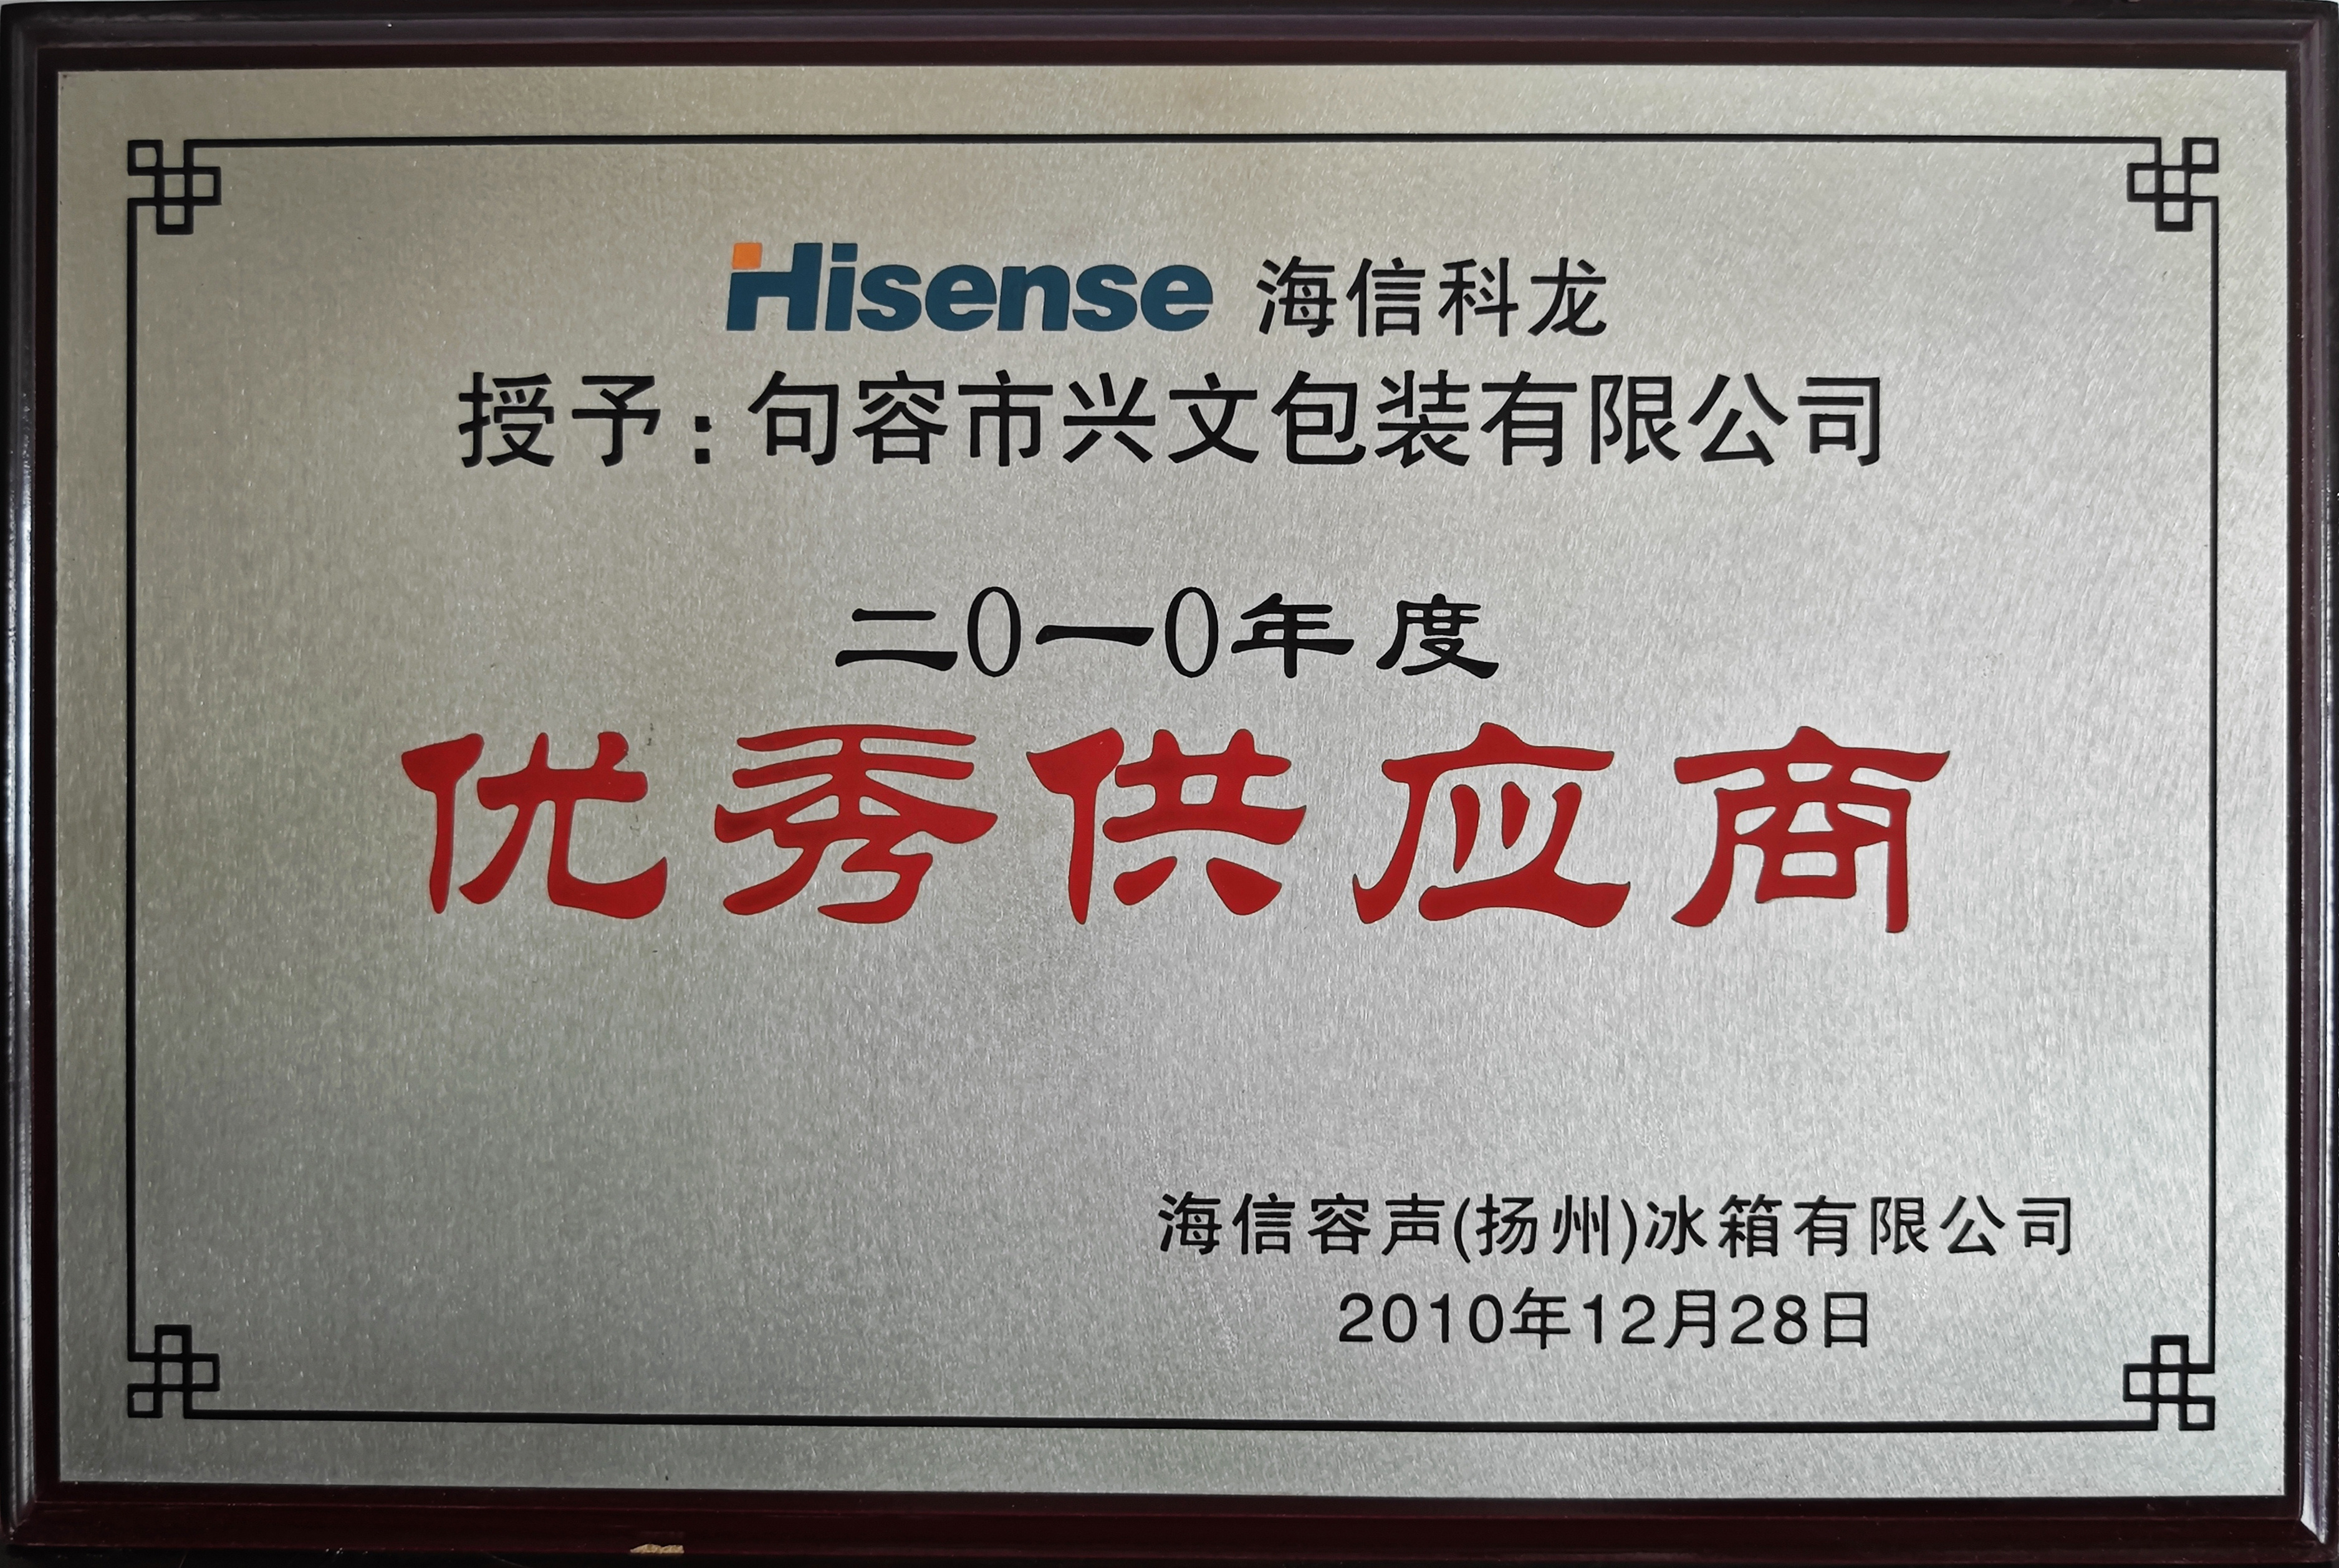 Hisense 海信科龙
授予:句容市兴文包装有限公司
二0一0年度
优秀供应商
海信容声(扬州)冰箱有限公司
2010年12月28日